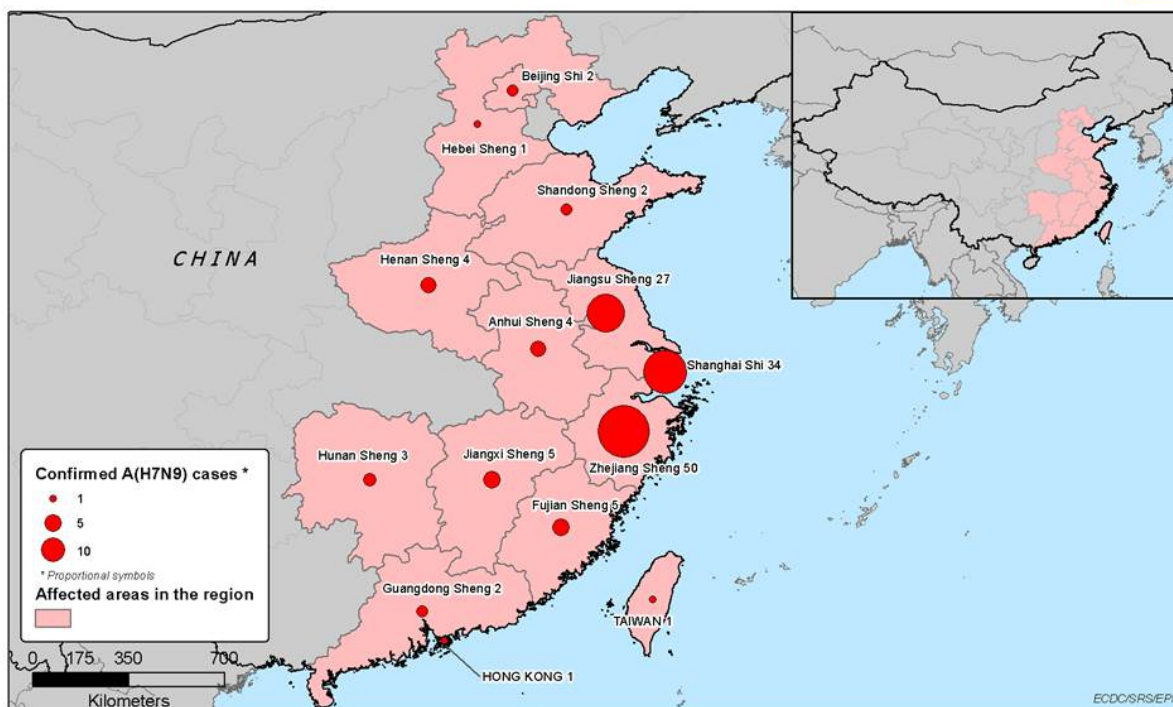 Beijing Shi 2
Hebei Sheng 1
Shandong Sheng 2
CHINA
Henan Sheng 4
Jiangsu Sheng 27
Anhui Sheng 4
Shanghai Shi 34
Hunan Sheng 3
Jiangxi Sheng 5
Zhejiang Sheng 50
Fujian Sheng 5
Guangdong Sheng 2
TAIWAN 1
HONG KONG 1
Confirmed A(H7N9) cases *
1
5
10
* Proportional symbols
Affected areas in the region
0 175 350 700
Kilometers
ECDC/SRS/EPI